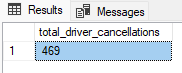 Results Messages
total_driver_cancellations
1 469